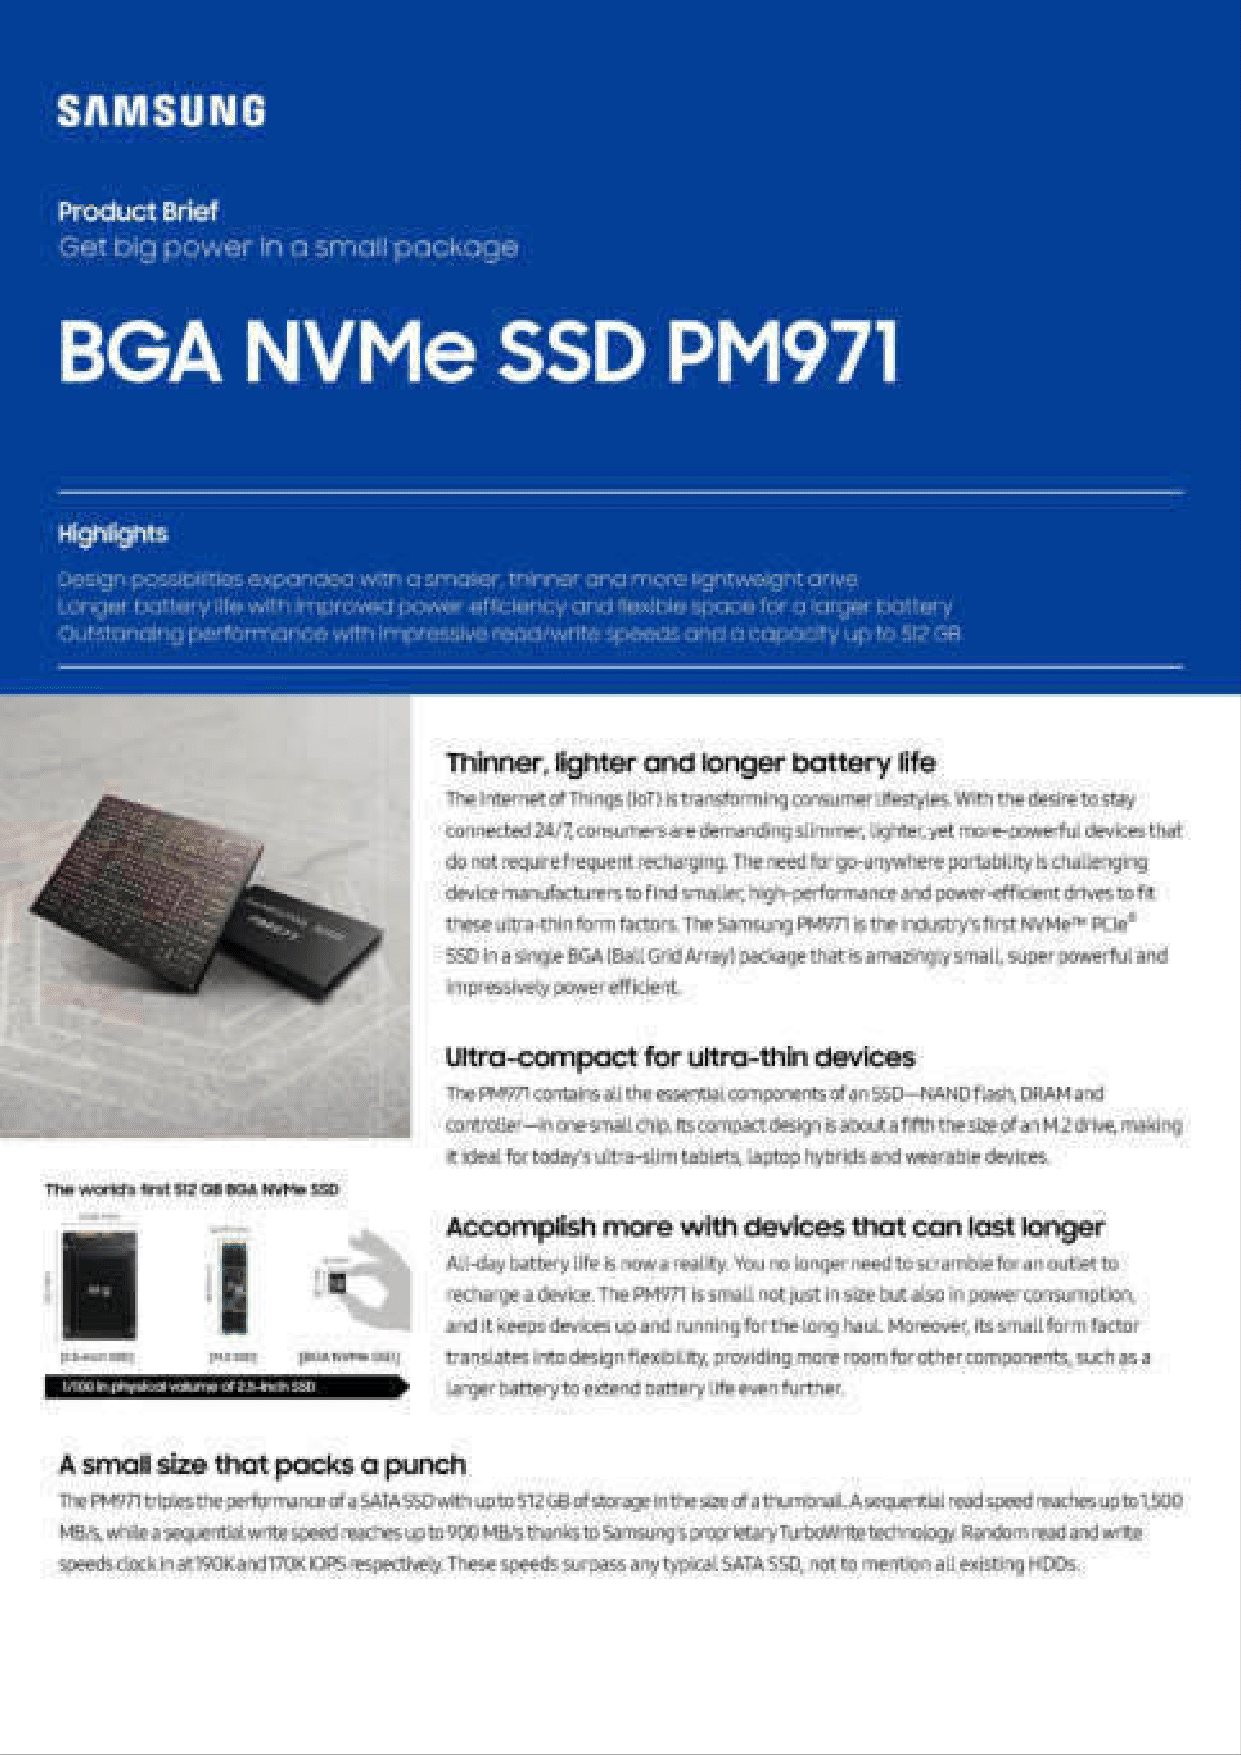 SAMSUNG
Product Brief
Get big power in a small package
BGA NVMe SSD PM971
Highlights
Design possibilities expanded with a smaller, thinner and more lightweight drive
Longer battery life with improved power efficiency and flexible space for a larger battery
Outstanding performance with impressive read/write speeds and a capacity up to 512 GB
Thinner, lighter and longer battery life
The Internet of Things (IoT) is transforming consumer lifestyles. With the desire to stay
connected 24/7, consumers are demanding slimmer, lighter, yet more-powerful devices that
do not require frequent recharging. The need for go-anywhere portability is challenging
device manufacturers to find smaller, high-performance and power-efficient drives to fit
these ultra-thin form factors. The Samsung PM971 is the industry's first NVMe™ PCIe®
SSD in a single BGA (Ball Grid Array) package that is amazingly small, super powerful and
impressively power efficient.
Ultra-compact for ultra-thin devices
The PM971 contains all the essential components of an SSD—NAND flash, DRAM and
controller—in one small chip. Its compact design is about a fifth the size of an M.2 drive, making
it ideal for today's ultra-slim tablets, laptop hybrids and wearable devices.
The world's first 512 GB BGA NVMe SSD
[2.5-inch SSD]
[M.2 SSD]
[BGA NVMe SSD]
1/100 in physical volume of 2.5-inch SSD
Accomplish more with devices that can last longer
All-day battery life is now a reality. You no longer need to scramble for an outlet to
recharge a device. The PM971 is small not just in size but also in power consumption,
and it keeps devices up and running for the long haul. Moreover, its small form factor
translates into design flexibility, providing more room for other components, such as a
larger battery to extend battery life even further.
A small size that packs a punch
The PM971 triples the performance of a SATA SSD with up to 512 GB of storage in the size of a thumbnail. A sequential read speed reaches up to 1,500
MB/s, while a sequential write speed reaches up to 900 MB/s thanks to Samsung's proprietary TurboWrite technology. Random read and write
speeds clock in at 190K and 170K IOPS respectively. These speeds surpass any typical SATA SSD, not to mention all existing HDDs.